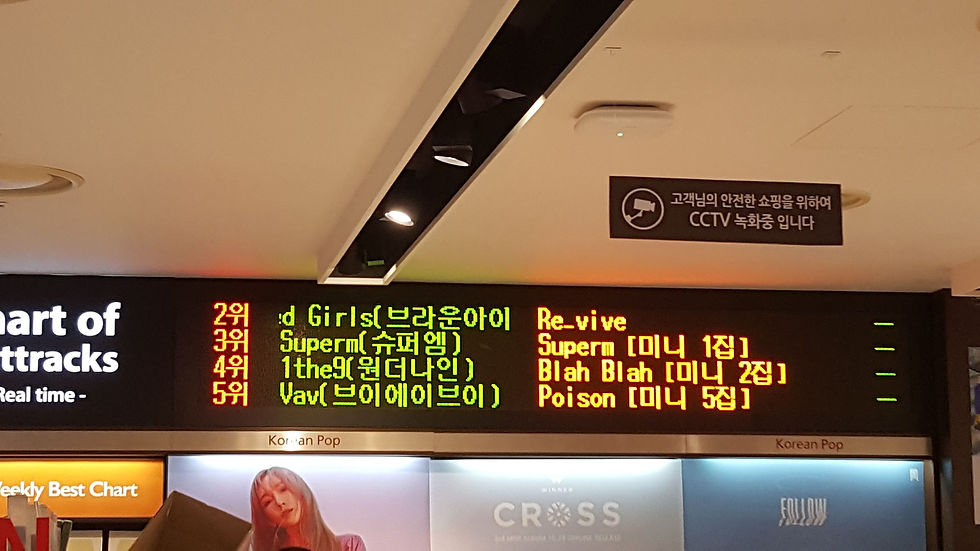 고객님의 안전한 쇼핑을 위하여
CCTV 녹화중 입니다
art of
ttracks
Real time -
2위 d Girls(브라운아이 Re_vive —
3위 Superm(슈퍼엠) Superm [미니 1집] —
4위 1the9(원더나인) Blah Blah [미니 2집] —
5위 Vav(브이에이브이) Poison [미니 5집] —
Korean Pop
Korean Pop
eekly Best Chart
WINNER
CROSS
FOLLOW